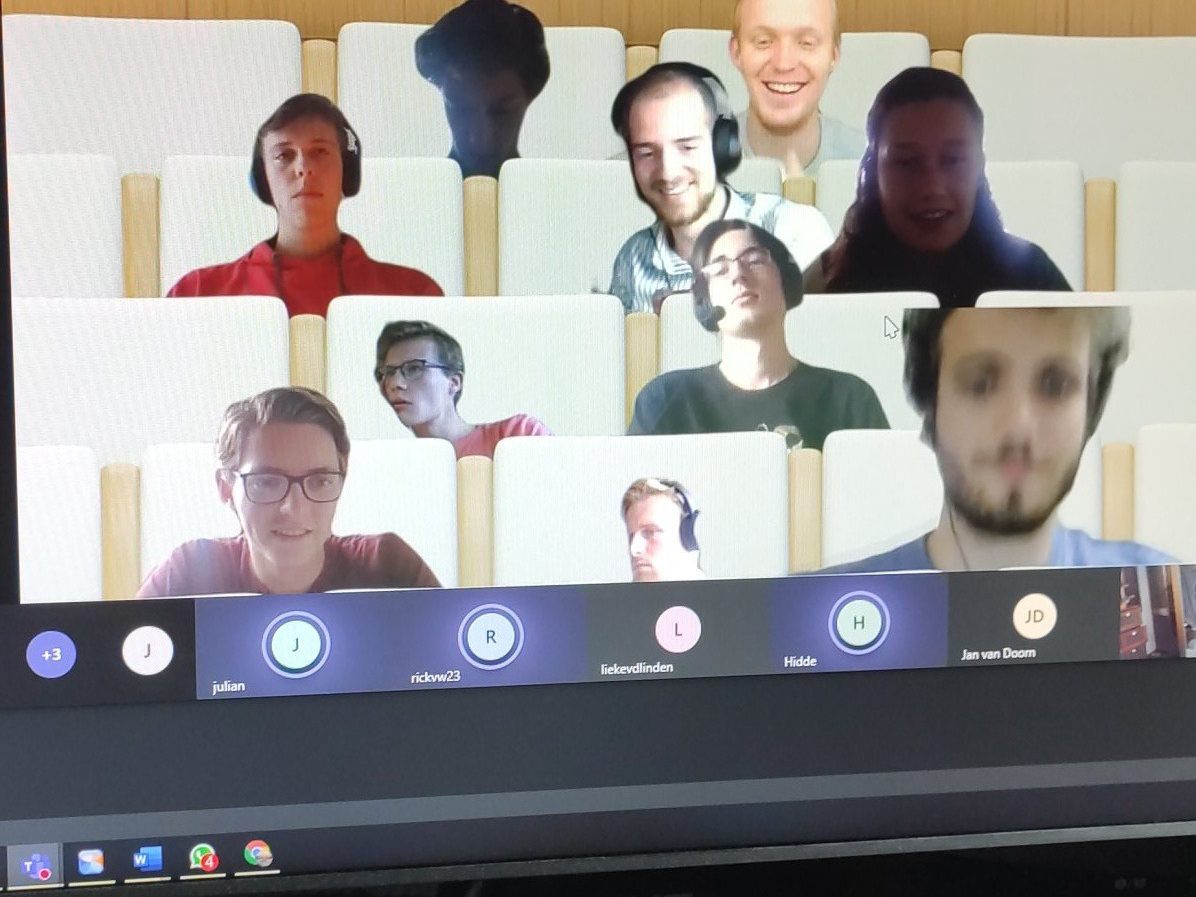 +3
J
J
julian
R
rickvw23
L
liekevdlinden
H
Hidde
JD
Jan van Doorn
T
W
4